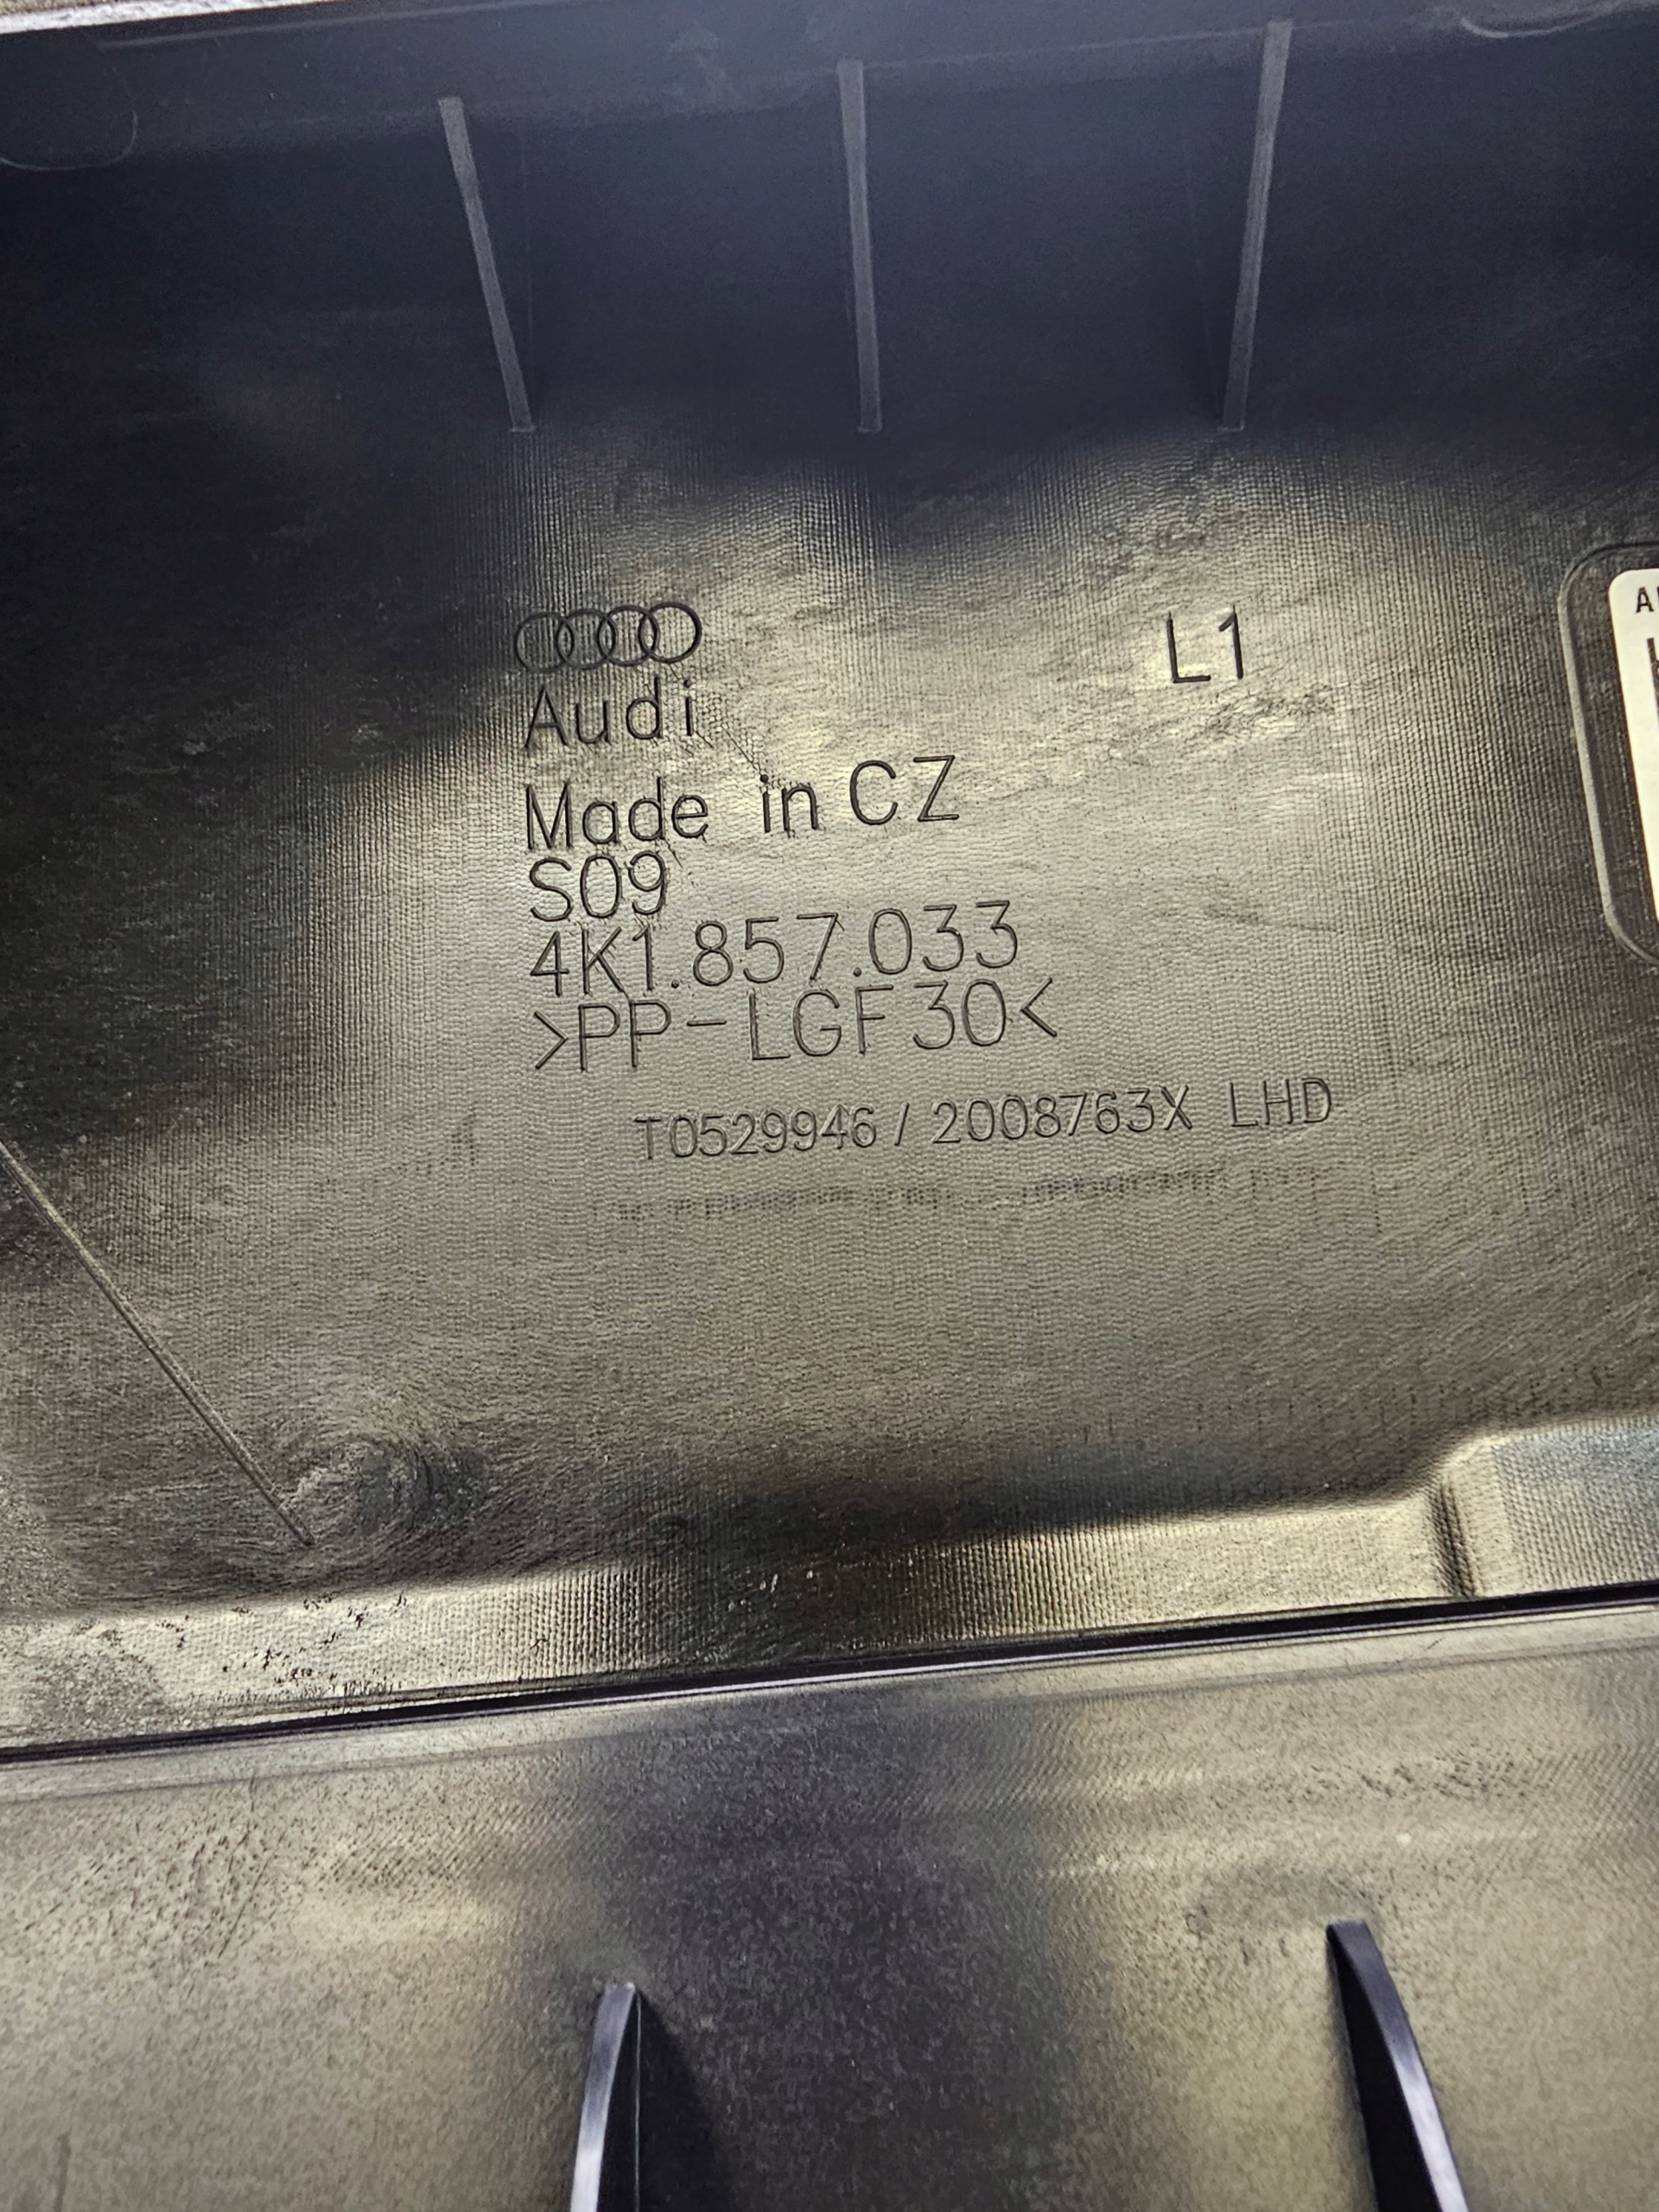 Audi
L1
Made in CZ
S09
4K1.857.033
>PP-LGF30<
T0529946 / 2008763X LHD